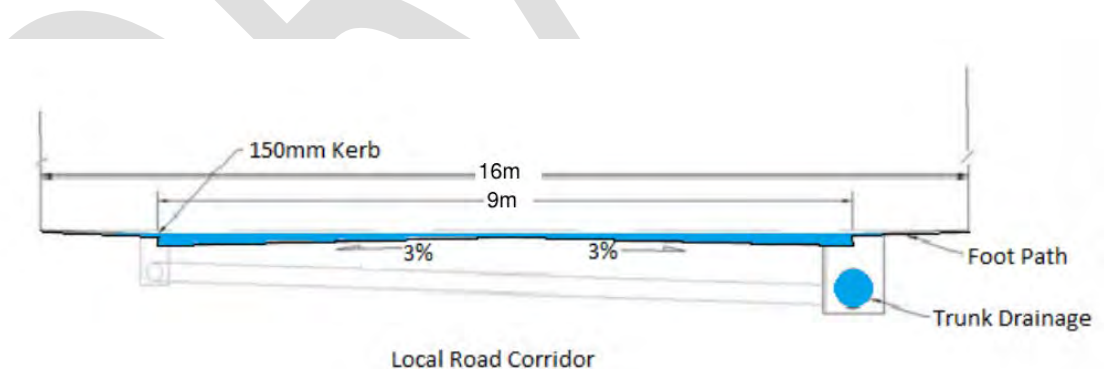 150mm Kerb
16m
9m
3% 3%
Foot Path
Trunk Drainage
Local Road Corridor